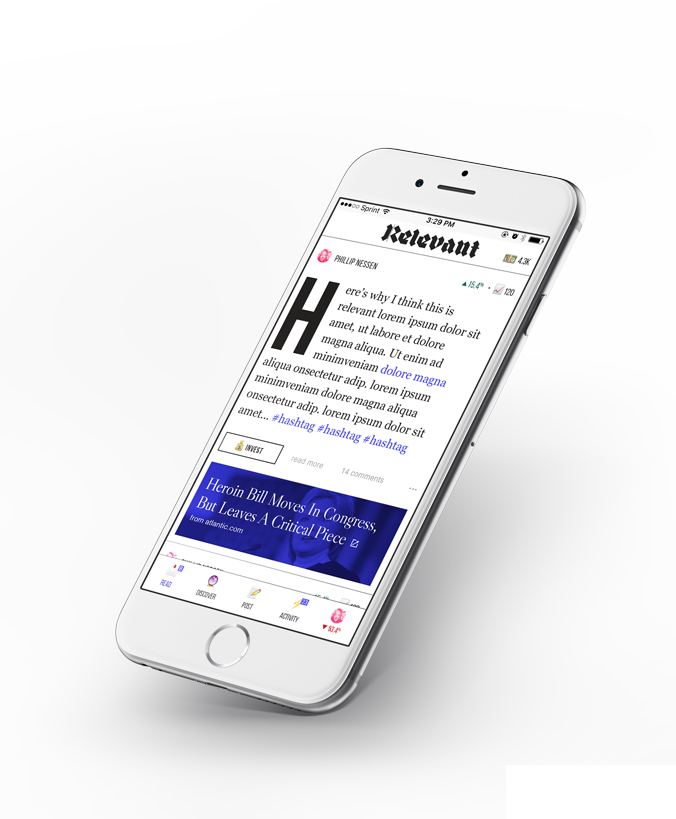 Sprint 3:29 PM
Relevant
4.3K
PHILLIP NESSEN
▲ 15.4% • 120
Here's why I think this is
relevant lorem ipsum dolor sit
amet, ut labore et dolore
magna aliqua. Ut enim ad
minimveniam dolore magna
aliqua onsectetur adip. lorem ipsum
minimveniam dolore magna aliqua
onsectetur adip. lorem ipsum dolor sit
amet... #hashtag #hashtag #hashtag
INVEST read more 14 comments ...
Heroin Bill Moves In Congress,
But Leaves A Critical Piece
from atlantic.com
READ DISCOVER POST ACTIVITY ▼ 53.4%